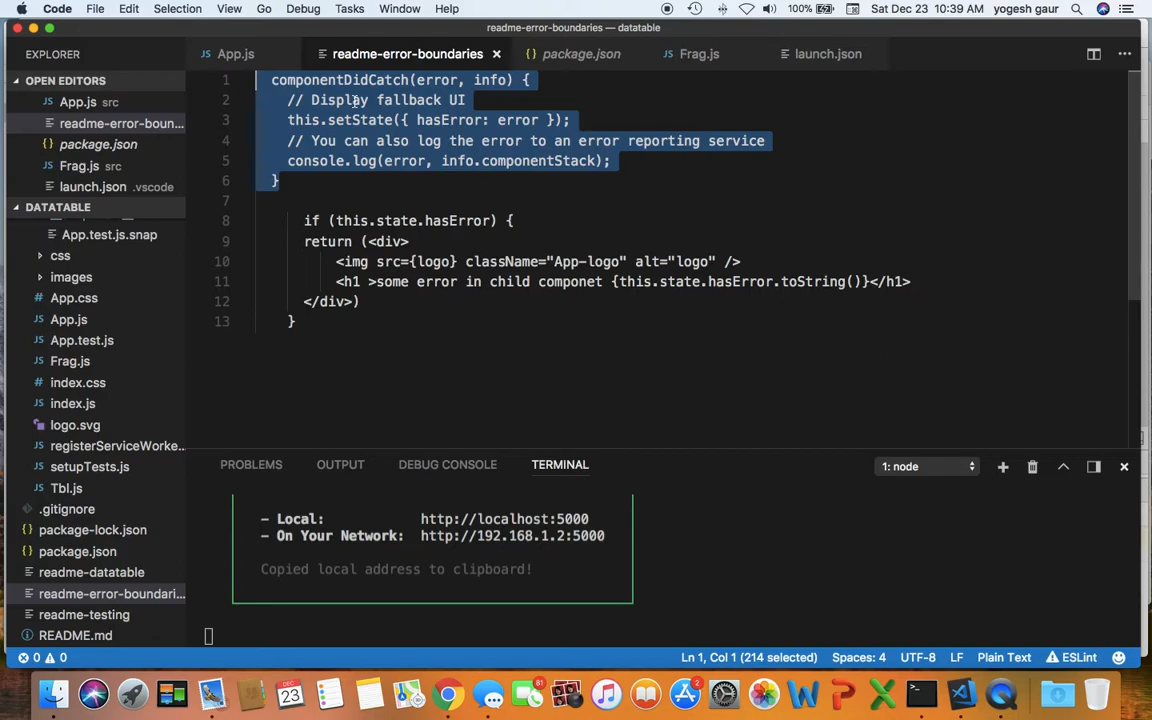 Code File Edit Selection View Go Debug Tasks Window Help 100% Sat Dec 23 10:39 AM yogesh gaur
readme-error-boundaries — datatable
EXPLORER
App.js readme-error-boundaries × package.json Frag.js launch.json
OPEN EDITORS
JS App.js src
readme-error-boun...
package.json
JS Frag.js src
launch.json .vscode
DATATABLE
App.test.js.snap
css
images
App.css
JS App.js
JS App.test.js
JS Frag.js
index.css
JS index.js
logo.svg
JS registerServiceWorke...
JS setupTests.js
JS Tbl.js
.gitignore
package-lock.json
package.json
readme-datatable
readme-error-boundari...
readme-testing
README.md
1 componentDidCatch(error, info) {
2 // Display fallback UI
3 this.setState({ hasError: error });
4 // You can also log the error to an error reporting service
5 console.log(error, info.componentStack);
6 }
7
8 if (this.state.hasError) {
9 return (<div>
10 <img src={logo} className="App-logo" alt="logo" />
11 <h1 >some error in child componet {this.state.hasError.toString()}</h1>
12 </div>)
13 }
PROBLEMS OUTPUT DEBUG CONSOLE TERMINAL 1: node
– Local: http://localhost:5000
– On Your Network: http://192.168.1.2:5000
Copied local address to clipboard!
0 0 Ln 1, Col 1 (214 selected) Spaces: 4 UTF-8 LF Plain Text ESLint